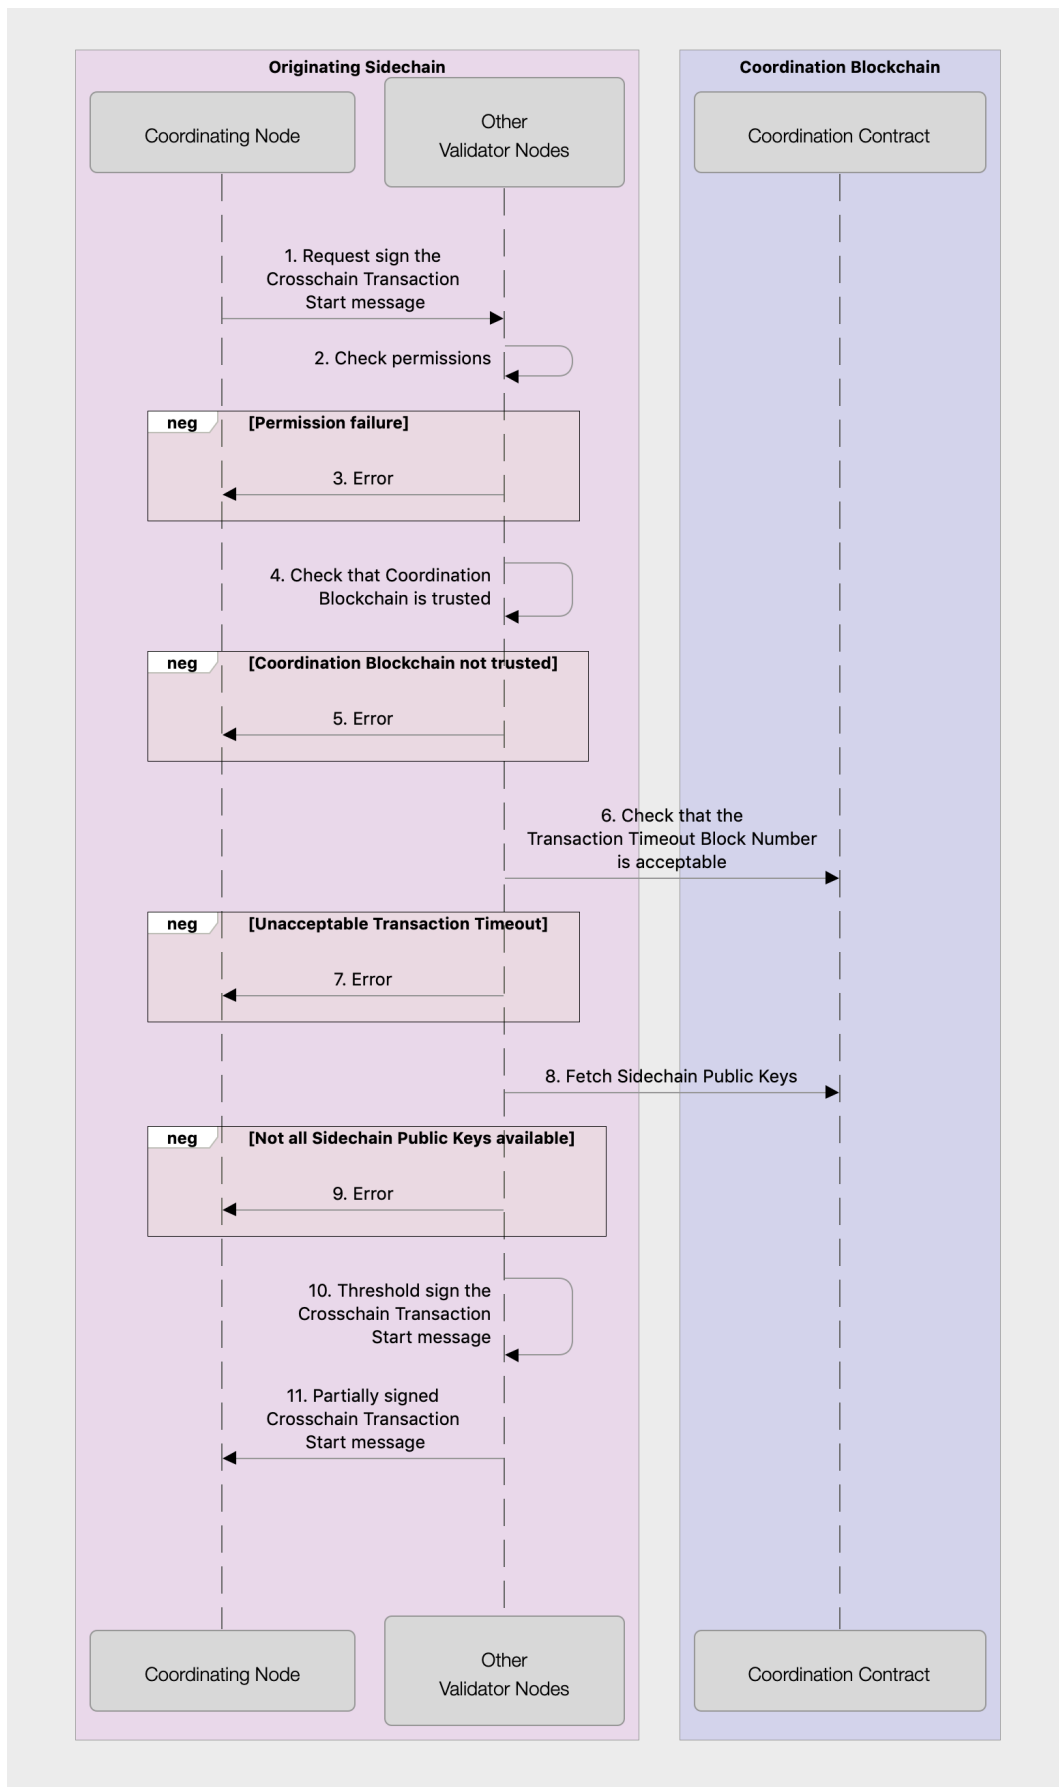 Originating Sidechain
Coordination Blockchain
Coordinating Node
Other
Validator Nodes
Coordination Contract
1. Request sign the
Crosschain Transaction
Start message
2. Check permissions
neg
[Permission failure]
3. Error
4. Check that Coordination
Blockchain is trusted
neg
[Coordination Blockchain not trusted]
5. Error
6. Check that the
Transaction Timeout Block Number
is acceptable
neg
[Unacceptable Transaction Timeout]
7. Error
8. Fetch Sidechain Public Keys
neg
[Not all Sidechain Public Keys available]
9. Error
10. Threshold sign the
Crosschain Transaction
Start message
11. Partially signed
Crosschain Transaction
Start message
Coordinating Node
Other
Validator Nodes
Coordination Contract